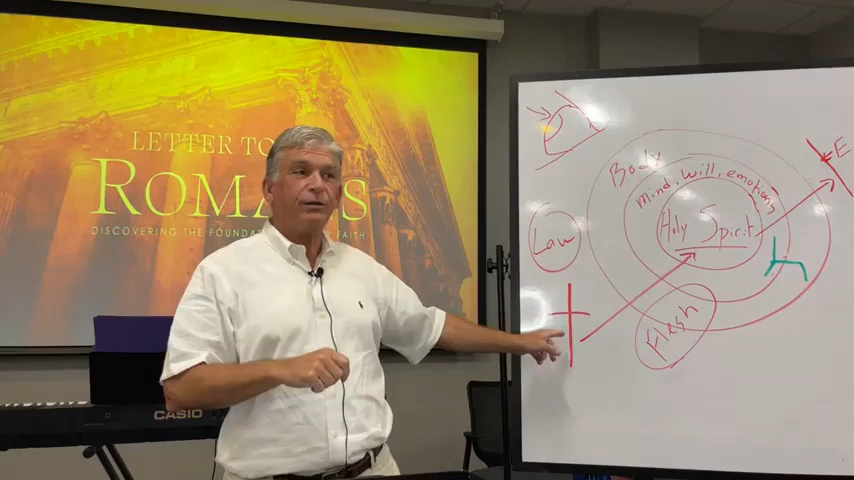 LETTER TO
ROMA S
DISCOVERING THE FOUNDAT FAITH
CASIO
Body
mind, will, emotions
Holy Spirit
Law
Flesh
E